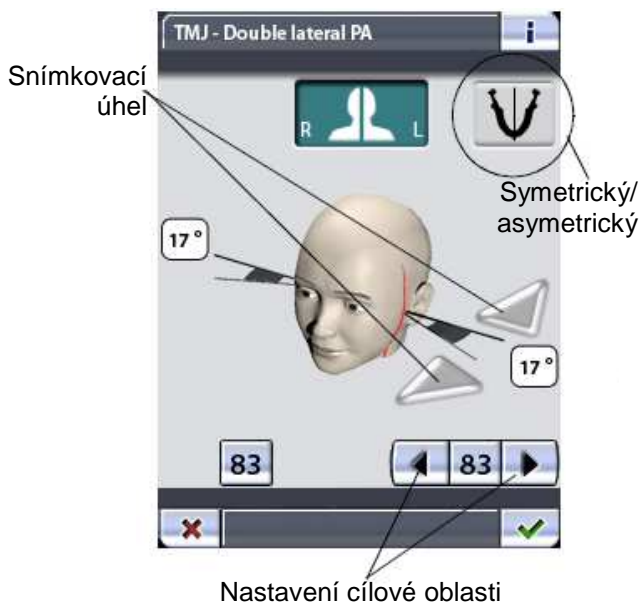 TMJ - Double lateral PA
i
Snímkovací
úhel
R L
Symetrický/
asymetrický
17 °
17 °
83 83
Nastavení cílové oblasti